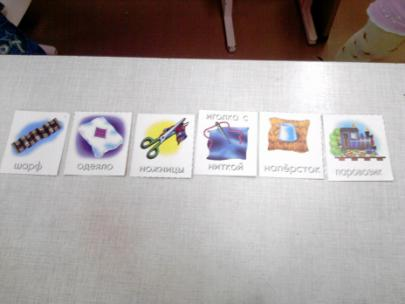 шарф
одеяло
ножницы
иголка с
ниткой
напёрсток
паровозик